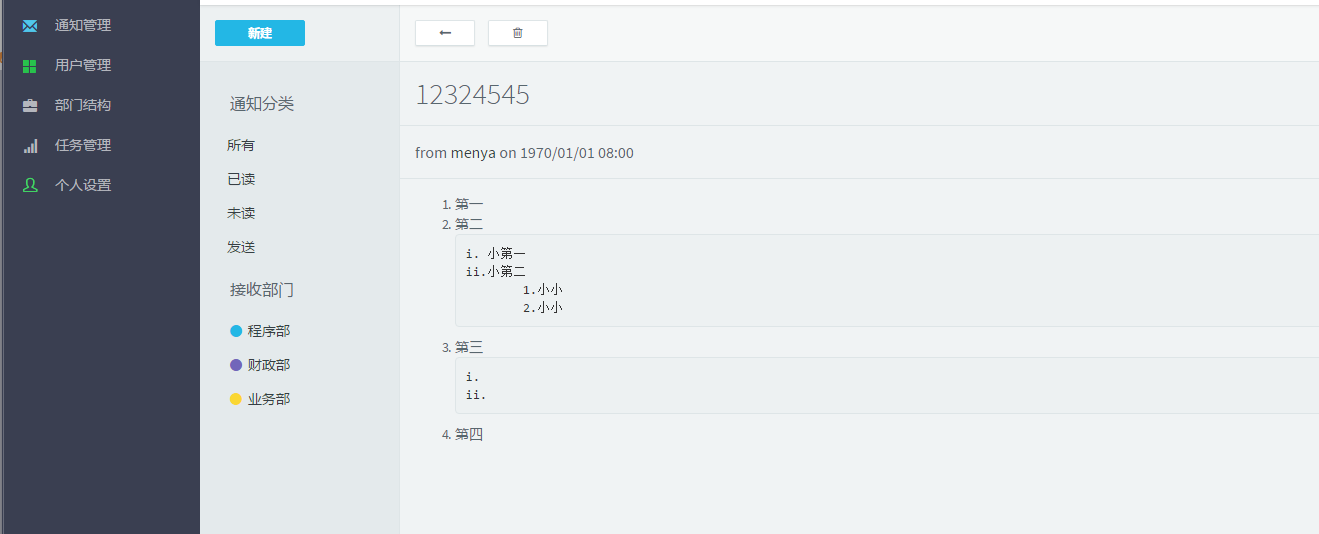 通知管理
用户管理
部门结构
任务管理
个人设置
新建
通知分类
所有
已读
未读
发送
接收部门
程序部
财政部
业务部
12324545
from menya on 1970/01/01 08:00
1. 第一
2. 第二
i. 小第一
ii.小第二
1.小小
2.小小
3. 第三
i.
ii.
4. 第四